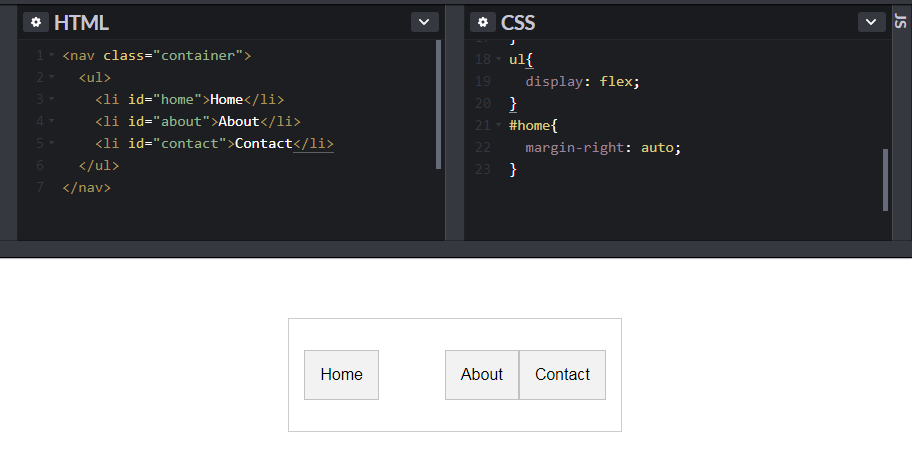 HTML
1 <nav class="container">
2 <ul>
3 <li id="home">Home</li>
4 <li id="about">About</li>
5 <li id="contact">Contact</li>
6 </ul>
7 </nav>
CSS
}
18 ul{
19 display: flex;
20 }
21 #home{
22 margin-right: auto;
23 }
JS
Home About Contact